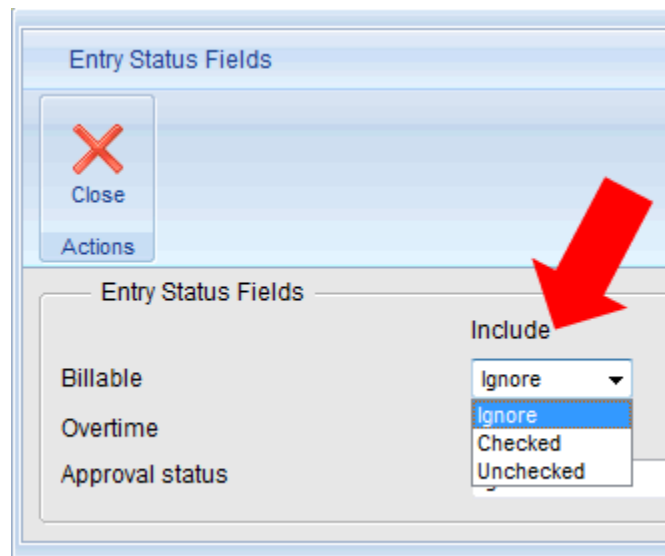 Entry Status Fields
Close
Actions
Entry Status Fields
Include
Billable
Ignore
Ignore
Overtime
Checked
Approval status
Unchecked